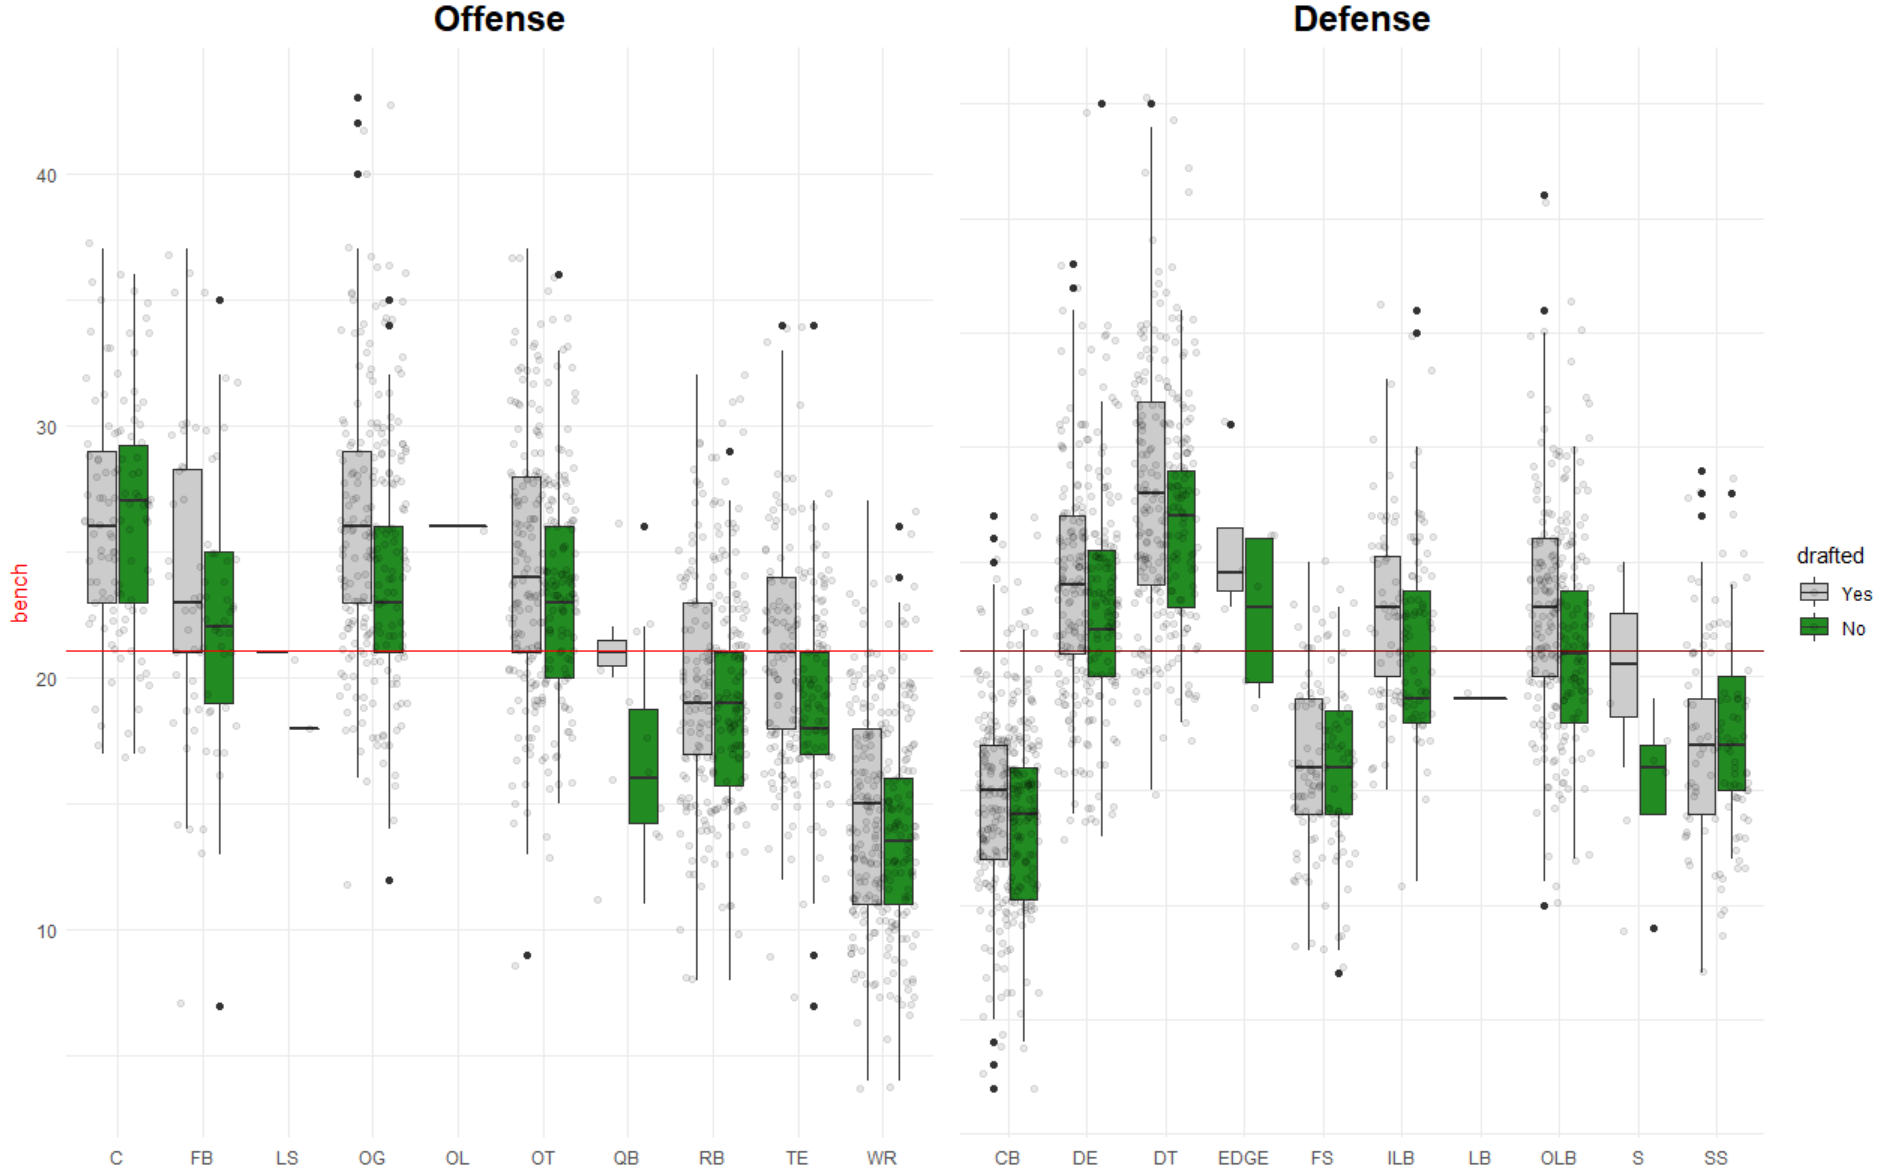 Offense
Defense
40
30
20
10
bench
C FB LS OG OL OT QB RB TE WR
CB DE DT EDGE FS ILB LB OLB S SS
drafted
Yes
No